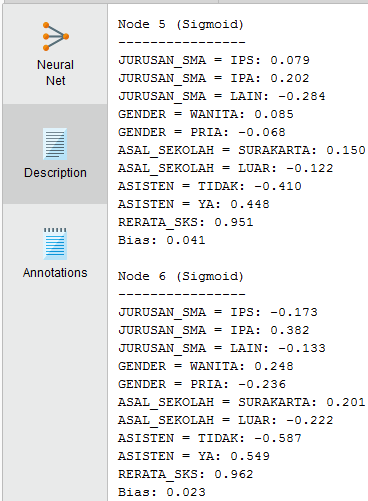 Neural
Net
Description
Annotations
Node 5 (Sigmoid)
----------------
JURUSAN_SMA = IPS: 0.079
JURUSAN_SMA = IPA: 0.202
JURUSAN_SMA = LAIN: -0.284
GENDER = WANITA: 0.085
GENDER = PRIA: -0.068
ASAL_SEKOLAH = SURAKARTA: 0.150
ASAL_SEKOLAH = LUAR: -0.122
ASISTEN = TIDAK: -0.410
ASISTEN = YA: 0.448
RERATA_SKS: 0.951
Bias: 0.041
Node 6 (Sigmoid)
----------------
JURUSAN_SMA = IPS: -0.173
JURUSAN_SMA = IPA: 0.382
JURUSAN_SMA = LAIN: -0.133
GENDER = WANITA: 0.248
GENDER = PRIA: -0.236
ASAL_SEKOLAH = SURAKARTA: 0.201
ASAL_SEKOLAH = LUAR: -0.222
ASISTEN = TIDAK: -0.587
ASISTEN = YA: 0.549
RERATA_SKS: 0.962
Bias: 0.023